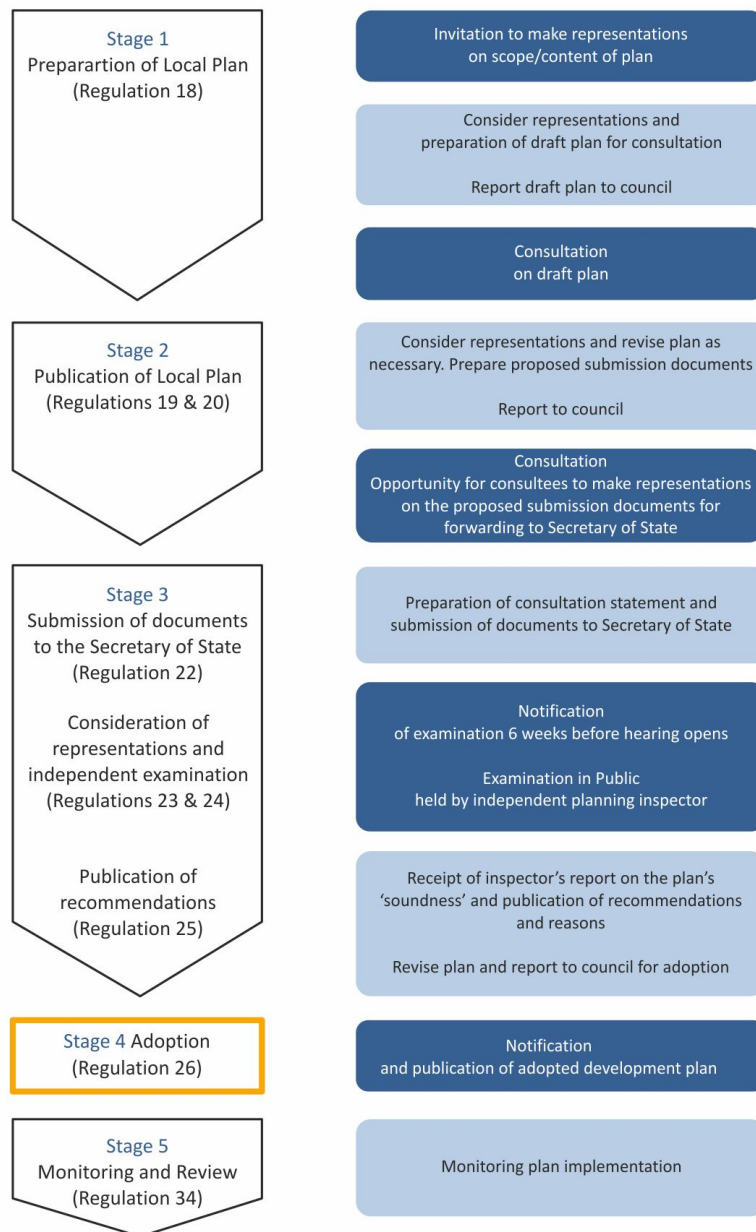 Stage 1
Preparartion of Local Plan
(Regulation 18)
Invitation to make representations
on scope/content of plan
Consider representations and
preparation of draft plan for consultation
Report draft plan to council
Consultation
on draft plan
Stage 2
Publication of Local Plan
(Regulations 19 & 20)
Consider representations and revise plan as
necessary. Prepare proposed submission documents
Report to council
Consultation
Opportunity for consultees to make representations
on the proposed submission documents for
forwarding to Secretary of State
Stage 3
Submission of documents
to the Secretary of State
(Regulation 22)
Consideration of
representations and
independent examination
(Regulations 23 & 24)
Publication of
recommendations
(Regulation 25)
Preparation of consultation statement and
submission of documents to Secretary of State
Notification
of examination 6 weeks before hearing opens
Examination in Public
held by independent planning inspector
Receipt of inspector’s report on the plan’s
‘soundness’ and publication of recommendations
and reasons
Revise plan and report to council for adoption
Stage 4 Adoption
(Regulation 26)
Notification
and publication of adopted development plan
Stage 5
Monitoring and Review
(Regulation 34)
Monitoring plan implementation